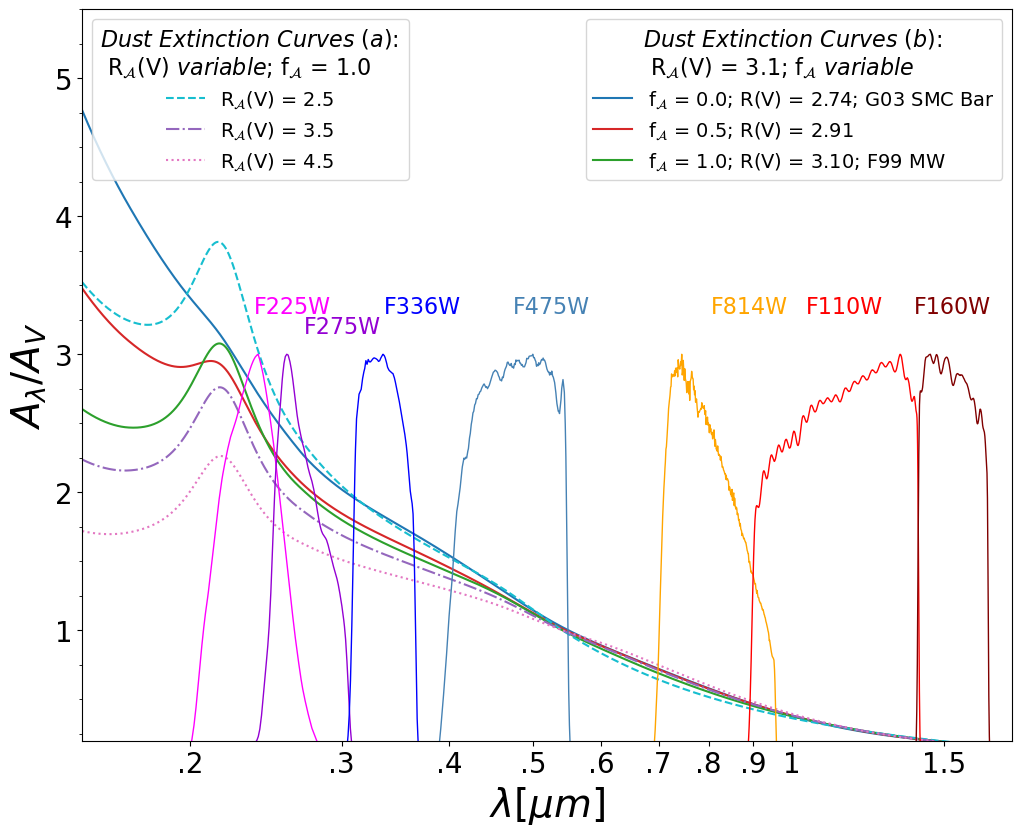 Dust Extinction Curves (a):
R𝒜(V) variable; f𝒜 = 1.0
R𝒜(V) = 2.5
R𝒜(V) = 3.5
R𝒜(V) = 4.5
Dust Extinction Curves (b):
R𝒜(V) = 3.1; f𝒜 variable
f𝒜 = 0.0; R(V) = 2.74; G03 SMC Bar
f𝒜 = 0.5; R(V) = 2.91
f𝒜 = 1.0; R(V) = 3.10; F99 MW
F225W
F275W
F336W
F475W
F814W
F110W
F160W
5
4
3
2
1
Aλ/AV
.2 .3 .4 .5 .6 .7 .8 .9 1 1.5
λ[μm]